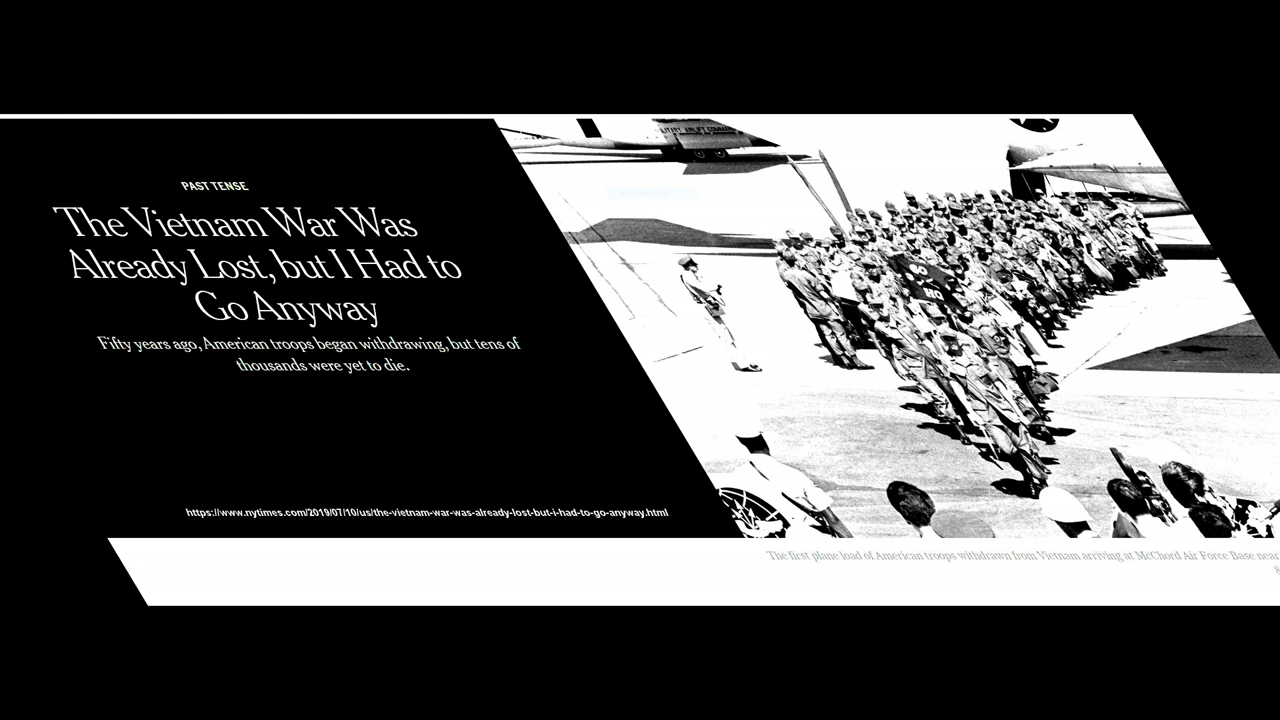 PAST TENSE
The Vietnam War Was
Already Lost, but I Had to
Go Anyway
Fifty years ago, American troops began withdrawing, but tens of
thousands were yet to die.
https://www.nytimes.com/2019/07/10/us/the-vietnam-war-was-already-lost-but-i-had-to-go-anyway.html
MILITARY AIRLIFT COMMAND
The first plane load of American troops withdrawn from Vietnam arriving at McChord Air Force Base near